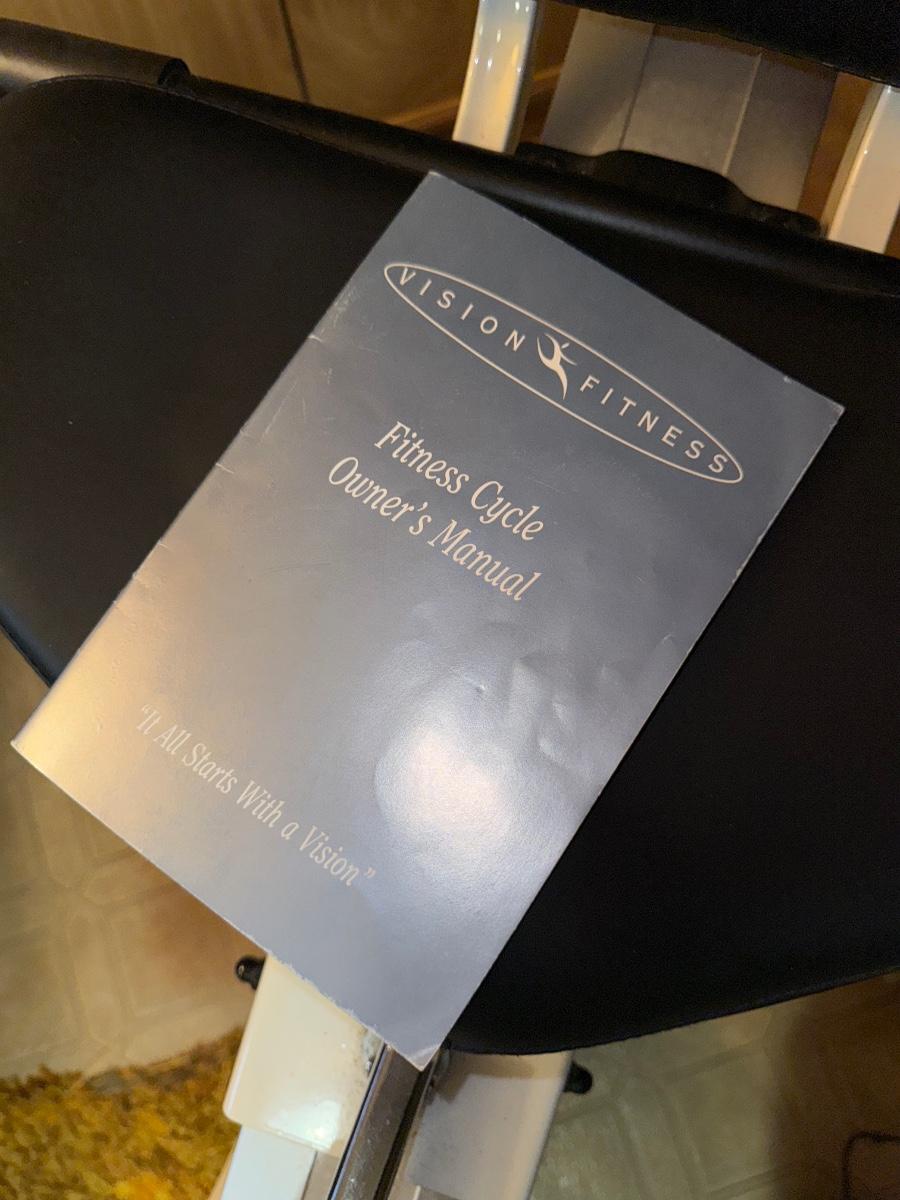 VISION FITNESS
Fitness Cycle
Owner's Manual
"It All Starts With a Vision"